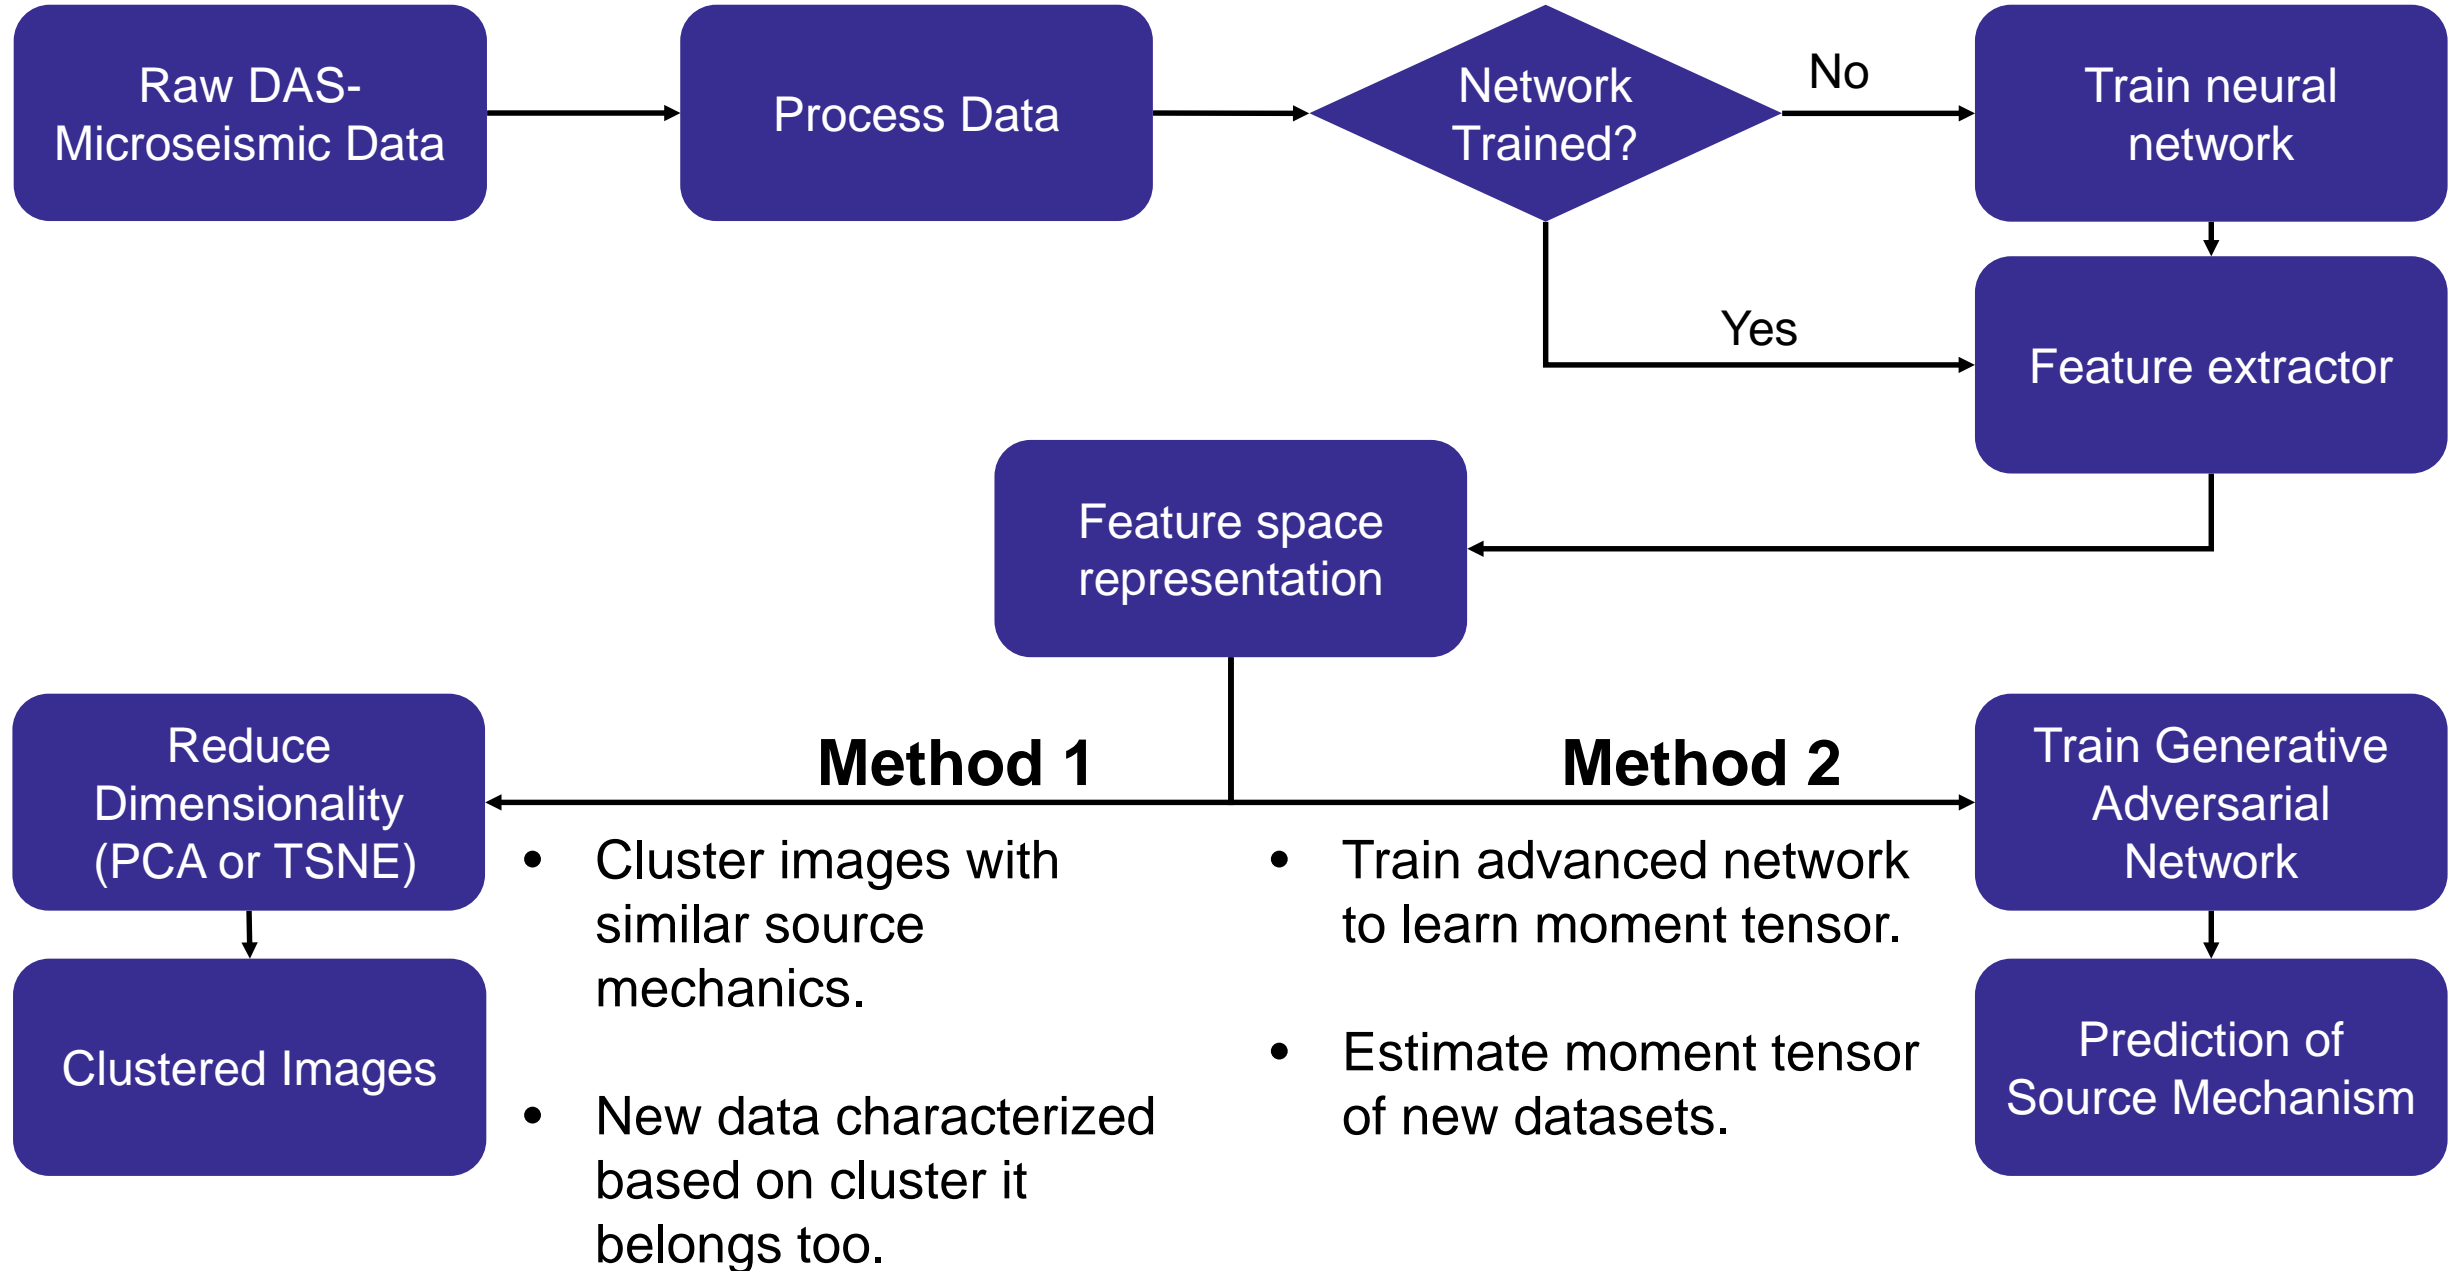 Raw DAS-
Microseismic Data
Process Data
Network
Trained?
No
Train neural
network
Yes
Feature extractor
Feature space
representation
Reduce
Dimensionality
(PCA or TSNE)
Method 1
Method 2
Train Generative
Adversarial
Network
• Cluster images with
similar source
mechanics.
• New data characterized
based on cluster it
belongs too.
• Train advanced network
to learn moment tensor.
• Estimate moment tensor
of new datasets.
Clustered Images
Prediction of
Source Mechanism